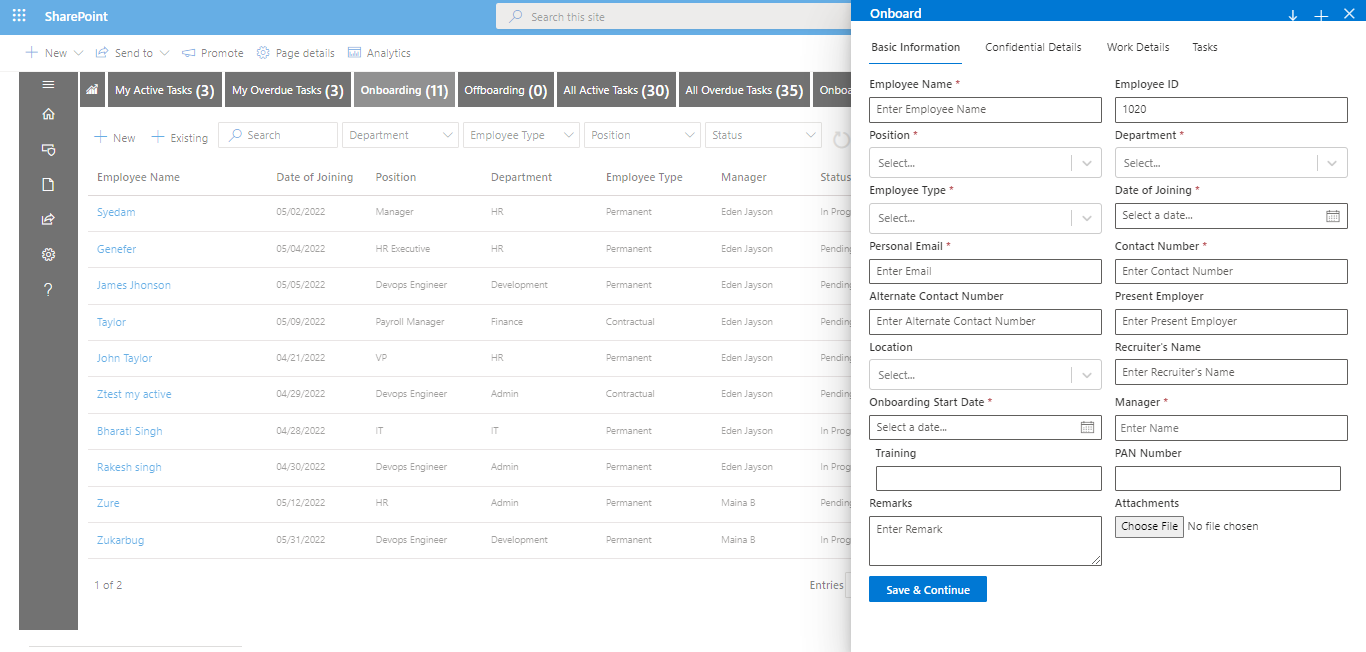 SharePoint
Search this site
New Send to Promote Page details Analytics
My Active Tasks (3) My Overdue Tasks (3) Onboarding (11) Offboarding (0) All Active Tasks (30) All Overdue Tasks (35) Onboa
New Existing Search Department Employee Type Position Status
Employee Name Date of Joining Position Department Employee Type Manager Status
Syedam 05/02/2022 Manager HR Permanent Eden Jayson In Prog
Genefer 05/04/2022 HR Executive HR Permanent Eden Jayson Pending
James Jhonson 05/05/2022 Devops Engineer Development Permanent Eden Jayson Pending
Taylor 05/09/2022 Payroll Manager Finance Contractual Eden Jayson Pending
John Taylor 04/21/2022 VP HR Permanent Eden Jayson Pending
Ztest my active 04/29/2022 Devops Engineer Admin Contractual Eden Jayson In Prog
Bharati Singh 04/28/2022 IT IT Permanent Eden Jayson In Prog
Rakesh singh 04/30/2022 Devops Engineer Admin Permanent Eden Jayson In Prog
Zure 05/12/2022 HR Admin Permanent Maina B Pending
Zukarbug 05/31/2022 Devops Engineer Development Permanent Maina B In Prog
1 of 2 Entries
Onboard
Basic Information Confidential Details Work Details Tasks
Employee Name * Employee ID
Enter Employee Name 1020
Position * Department *
Select... Select...
Employee Type * Date of Joining *
Select... Select a date...
Personal Email * Contact Number *
Enter Email Enter Contact Number
Alternate Contact Number Present Employer
Enter Alternate Contact Number Enter Present Employer
Location Recruiter's Name
Select... Enter Recruiter's Name
Onboarding Start Date * Manager *
Select a date... Enter Name
Training PAN Number
Remarks Attachments
Enter Remark Choose File No file chosen
Save & Continue